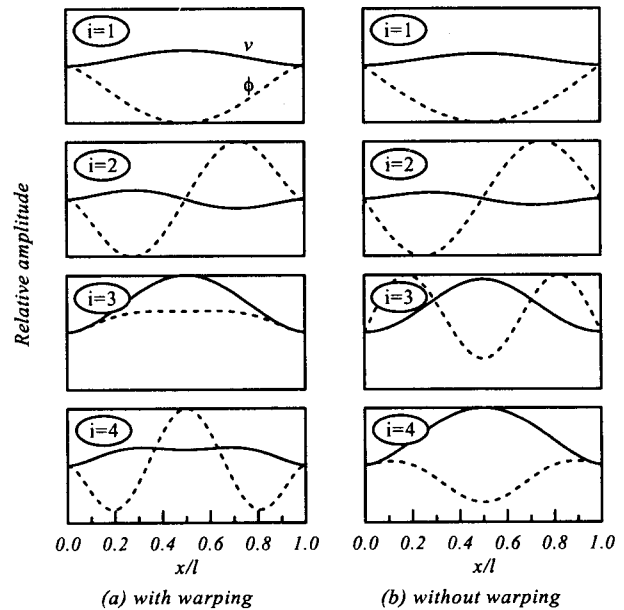 i=1
v
ϕ
i=1
i=2
i=2
Relative amplitude
i=3
i=3
i=4
i=4
0.0 0.2 0.4 0.6 0.8 1.0
0.0 0.2 0.4 0.6 0.8 1.0
x/l
x/l
(a) with warping
(b) without warping